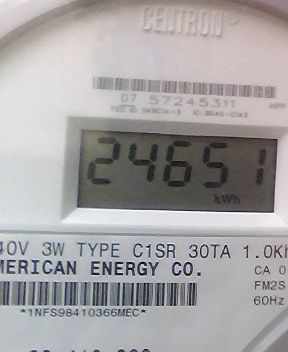 CENTRON
07 57245311
24651
kWh
40V 3W TYPE C1SR 30TA 1.0Kh
MERICAN ENERGY CO.
CA 0
FM2S
60Hz
*1NFS98410366MEC*